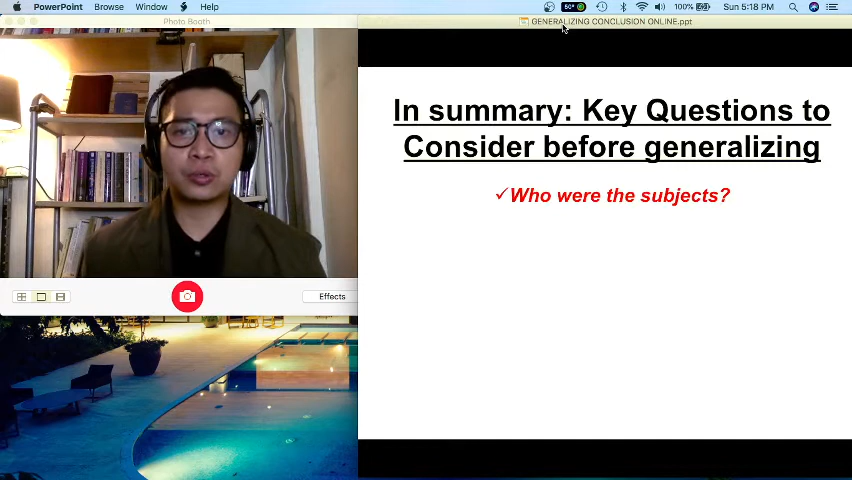 PowerPoint Browse Window Help
50°
100%
Sun 5:18 PM
Photo Booth
GENERALIZING CONCLUSION ONLINE.ppt
In summary: Key Questions to
Consider before generalizing
✓Who were the subjects?
Effects